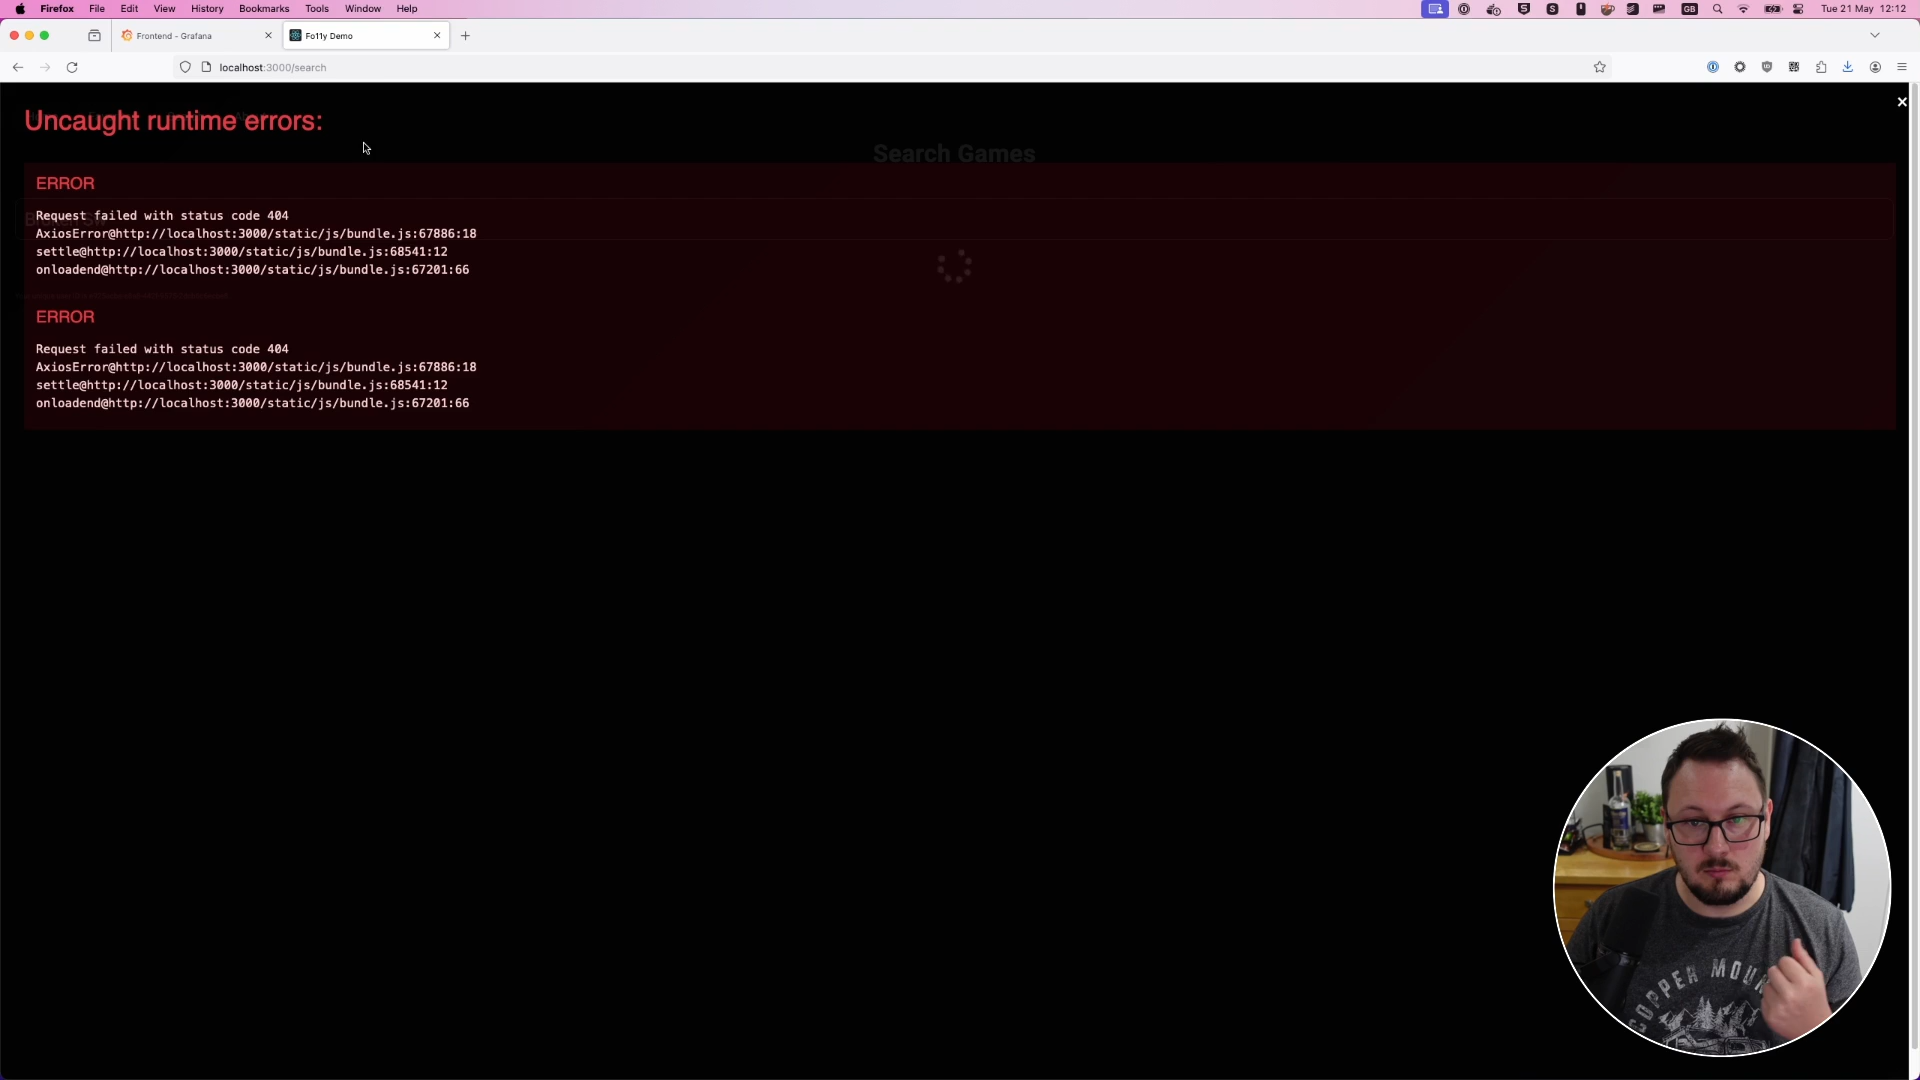 Firefox File Edit View History Bookmarks Tools Window Help GB Tue 21 May 12:12
Frontend - Grafana
Fo11y Demo
localhost:3000/search
Uncaught runtime errors:
Search Games
ERROR
Request failed with status code 404
AxiosError@http://localhost:3000/static/js/bundle.js:67886:18
settle@http://localhost:3000/static/js/bundle.js:68541:12
onloadend@http://localhost:3000/static/js/bundle.js:67201:66
ERROR
Request failed with status code 404
AxiosError@http://localhost:3000/static/js/bundle.js:67886:18
settle@http://localhost:3000/static/js/bundle.js:68541:12
onloadend@http://localhost:3000/static/js/bundle.js:67201:66
COPPER MOU